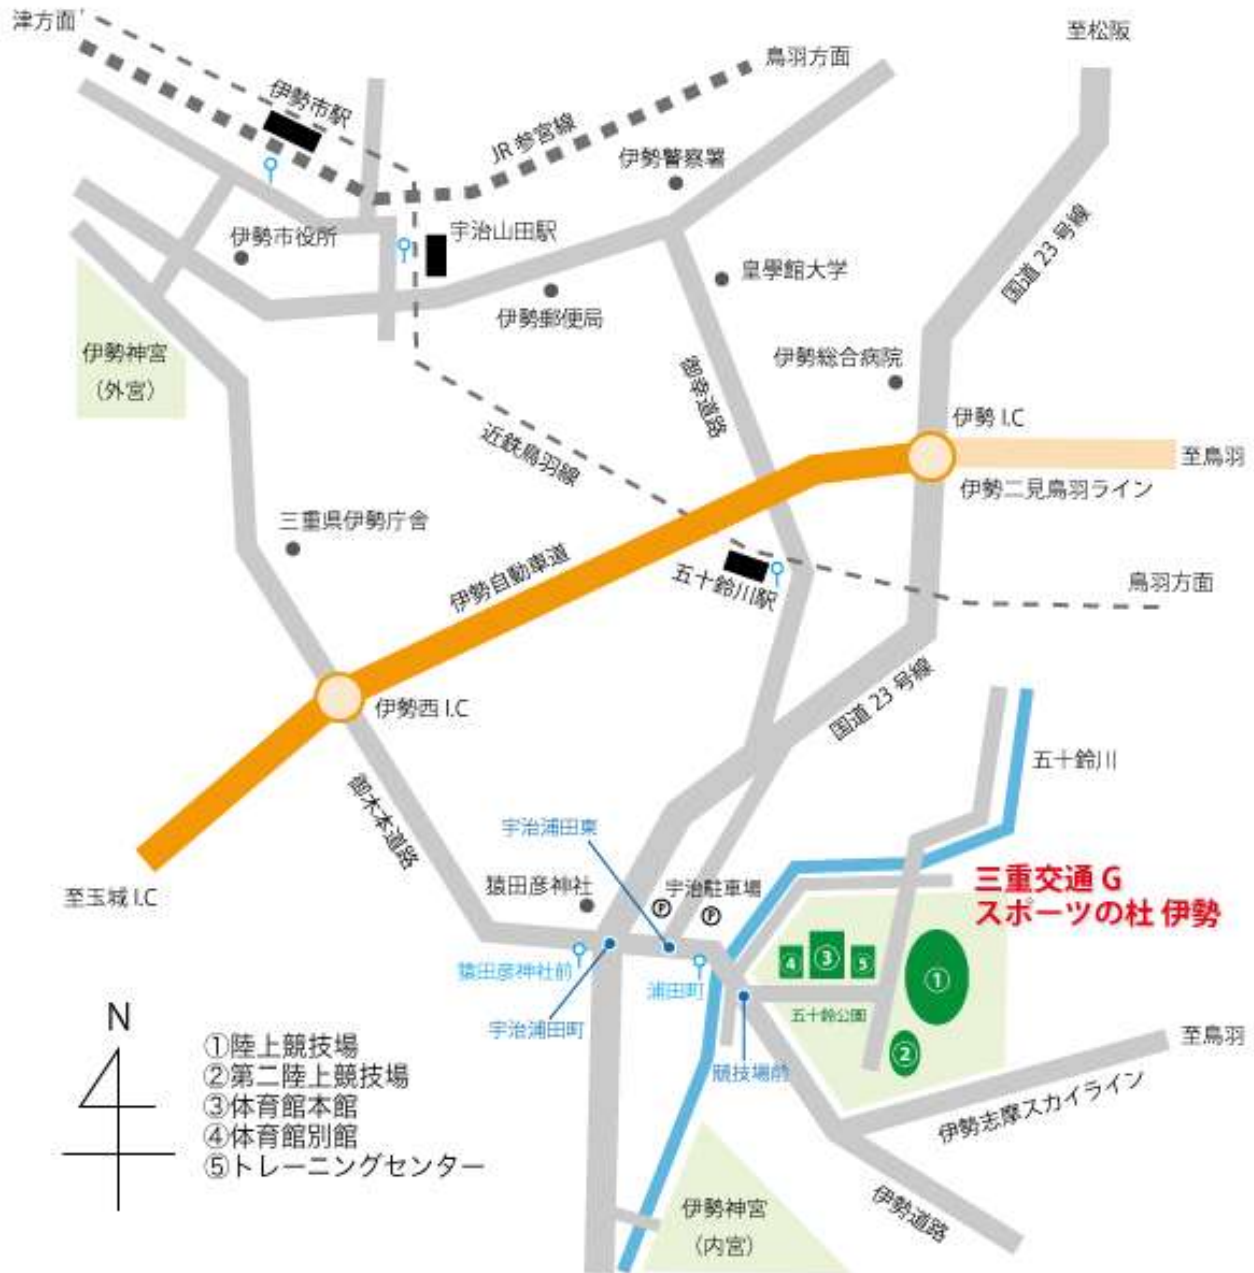 津方面
至松阪
鳥羽方面
伊勢市駅
JR 参宮線
伊勢警察署
伊勢市役所
宇治山田駅
皇學館大学
国道 23 号線
伊勢郵便局
伊勢神宮
（外宮）
伊勢総合病院
御幸道路
伊勢 I.C
近鉄鳥羽線
至鳥羽
伊勢二見鳥羽ライン
三重県伊勢庁舎
伊勢自動車道
五十鈴川駅
鳥羽方面
伊勢西 I.C
国道 23 号線
五十鈴川
御木本道路
宇治浦田東
至玉城 I.C
猿田彦神社
宇治駐車場
P
P
三重交通 G
スポーツの杜 伊勢
猿田彦神社前
浦田町
④
③
⑤
①
五十鈴公園
宇治浦田町
②
競技場前
至鳥羽
N
①陸上競技場
②第二陸上競技場
③体育館本館
④体育館別館
⑤トレーニングセンター
伊勢志摩スカイライン
伊勢道路
伊勢神宮
（内宮）